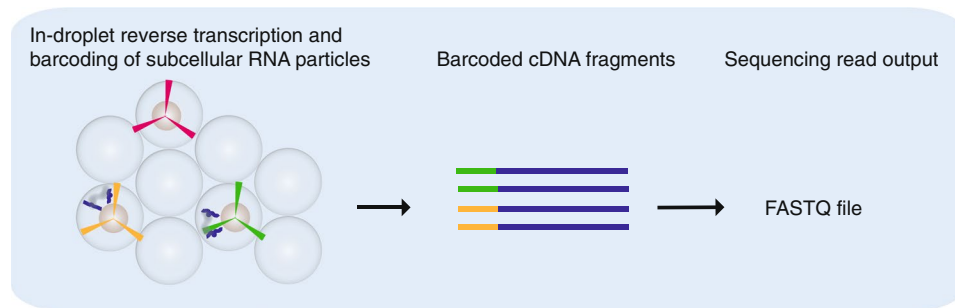 In-droplet reverse transcription and
barcoding of subcellular RNA particles
Barcoded cDNA fragments
Sequencing read output
FASTQ file